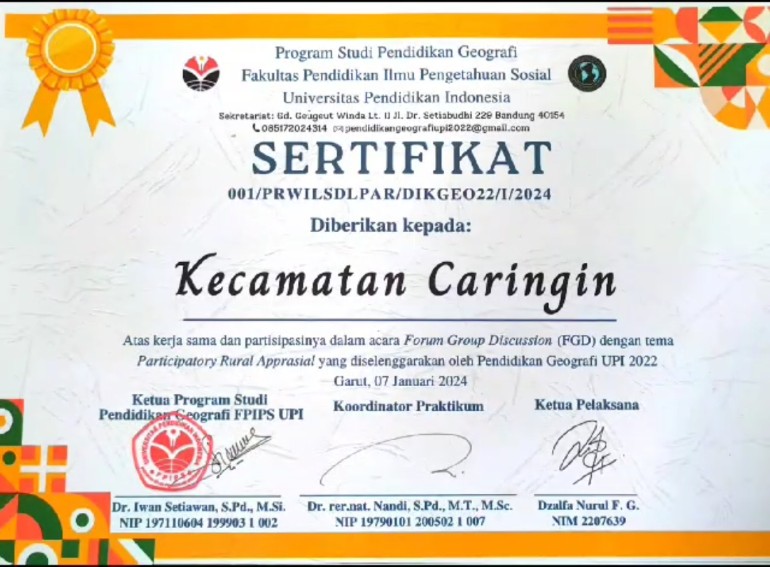 Program Studi Pendidikan Geografi
Fakultas Pendidikan Ilmu Pengetahuan Sosial
Universitas Pendidikan Indonesia
Sekretariat: Gd. Geugeut Winda Lt. II Jl. Dr. Setiabudhi 229 Bandung 40154
085172024314 pendidikangeografiupi2022@gmail.com
SERTIFIKAT
001/PRWILSDLPAR/DIKGEO22/I/2024
Diberikan kepada:
Kecamatan Caringin
Atas kerja sama dan partisipasinya dalam acara Forum Group Discussion (FGD) dengan tema
Participatory Rural Apprasial yang diselenggarakan oleh Pendidikan Geografi UPI 2022
Garut, 07 Januari 2024
Ketua Program Studi
Pendidikan Geografi FPIPS UPI
Koordinator Praktikum
Ketua Pelaksana
Dr. Iwan Setiawan, S.Pd., M.Si.
NIP 197110604 199903 1 002
Dr. rer.nat. Nandi, S.Pd., M.T., M.Sc.
NIP 19790101 200502 1 007
Dzalfa Nurul F. G.
NIM 2207639